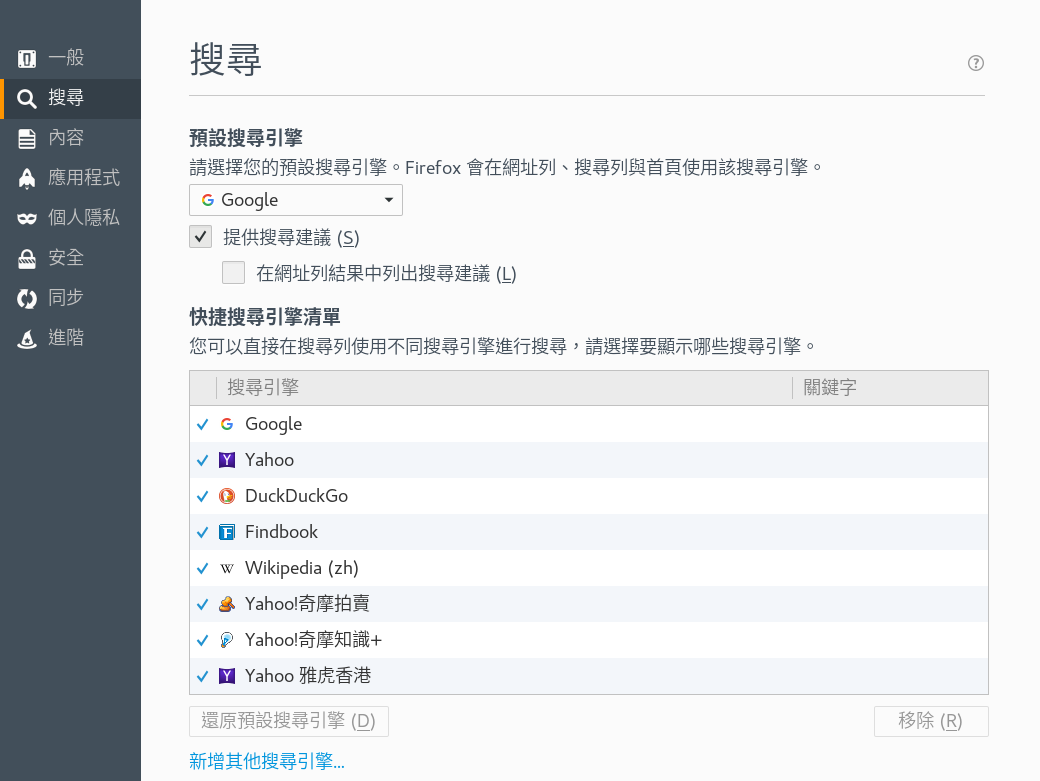 一般
搜尋
內容
應用程式
個人隱私
安全
同步
進階
搜尋
預設搜尋引擎
請選擇您的預設搜尋引擎。Firefox 會在網址列、搜尋列與首頁使用該搜尋引擎。
Google
提供搜尋建議 (S)
在網址列結果中列出搜尋建議 (L)
快捷搜尋引擎清單
您可以直接在搜尋列使用不同搜尋引擎進行搜尋，請選擇要顯示哪些搜尋引擎。
搜尋引擎 關鍵字
Google
Yahoo
DuckDuckGo
Findbook
Wikipedia (zh)
Yahoo!奇摩拍賣
Yahoo!奇摩知識+
Yahoo 雅虎香港
還原預設搜尋引擎 (D) 移除 (R)
新增其他搜尋引擎...